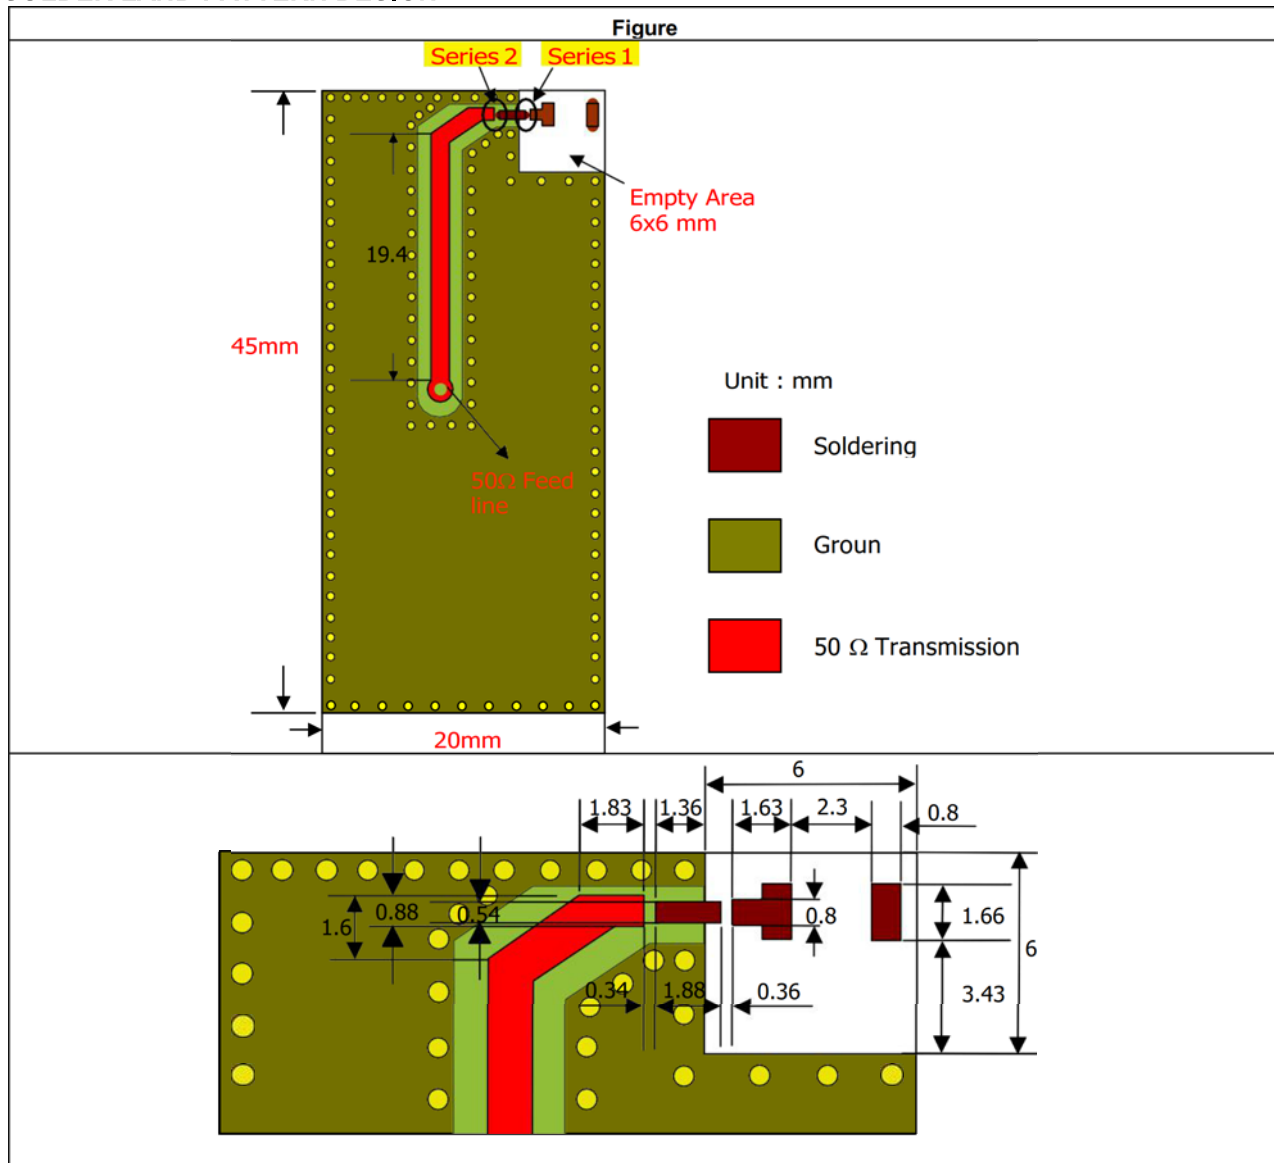 Figure
Series 2
Series 1
Empty Area
6x6 mm
19.4
45mm
50Ω Feed
line
Unit : mm
Soldering
Groun
50 Ω Transmission
20mm
6
1.83
1.36
1.63
2.3
0.8
0.88
0.54
1.6
0.8
1.66
6
0.34
1.88
0.36
3.43